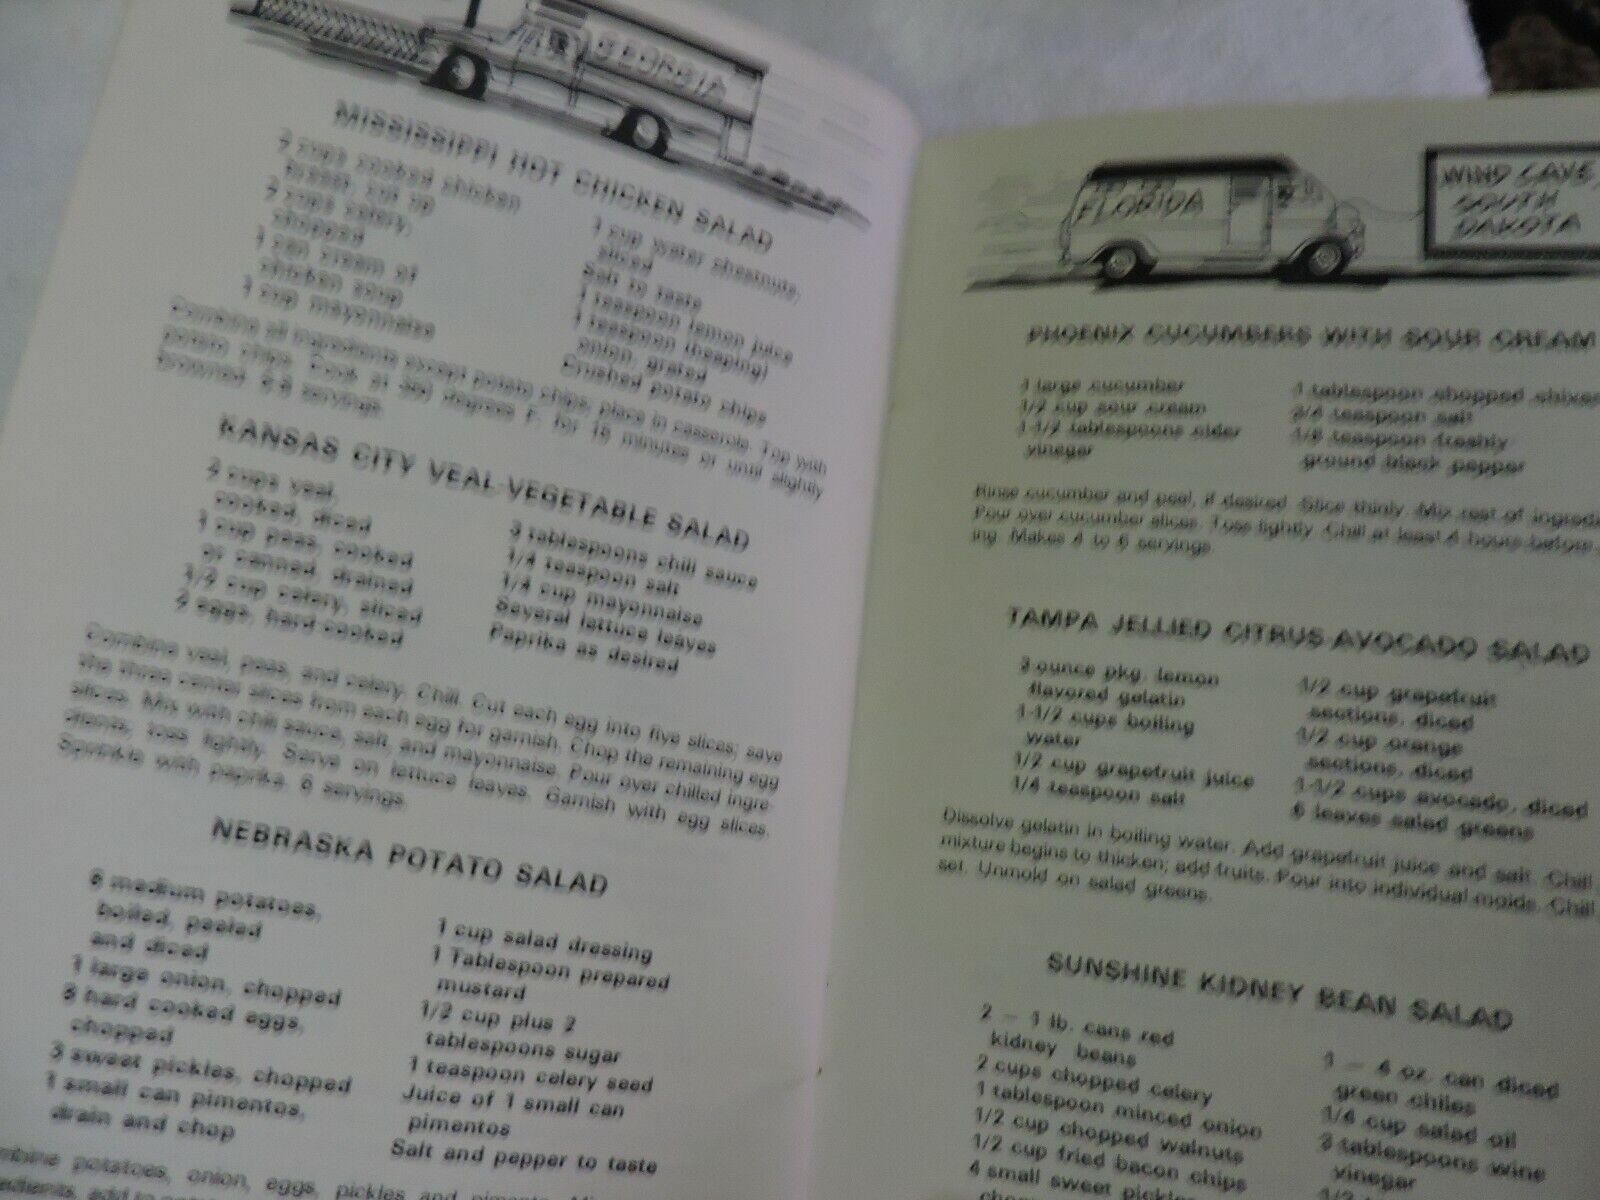 GEORGIA
MISSISSIPPI HOT CHICKEN SALAD
2 cups cooked chicken
breast, cut up
2 cups celery,
chopped
1 can cream of
chicken soup
1 cup mayonnaise
1 cup water chestnuts,
sliced
Salt to taste
1 teaspoon lemon juice
1 teaspoon (heaping)
onion, grated
Crushed potato chips
Combine all ingredients except potato chips; place in casserole. Top with
potato chips. Cook at degrees F. for 15 minutes or until slightly
browned. 6-8 servings.
KANSAS CITY VEAL-VEGETABLE SALAD
2 cups veal,
cooked, diced
1 cup peas, cooked
or canned, drained
1/2 cup celery, sliced
2 eggs, hard-cooked
3 tablespoons chili sauce
1/4 teaspoon salt
1/4 cup mayonnaise
Several lettuce leaves
Paprika as desired
Combine veal, peas, and celery. Chill. Cut each egg into five slices; save
the three center slices from each egg for garnish. Chop the remaining egg
slices. Mix with chili sauce, salt, and mayonnaise. Pour over chilled ingre-
dients; toss lightly. Serve on lettuce leaves. Garnish with egg slices.
Sprinkle with paprika. 6 servings.
NEBRASKA POTATO SALAD
6 medium potatoes,
boiled, peeled
and diced
1 large onion, chopped
hard cooked eggs,
chopped
3 sweet pickles, chopped
1 small can pimentos,
drain and chop
1 cup salad dressing
1 Tablespoon prepared
mustard
1/2 cup plus 2
tablespoons sugar
1 teaspoon celery seed
Juice of 1 small can
pimentos
Salt and pepper to taste
mbine potatoes, onion, eggs, pickles and
FLORIDA
WIND CAVE,
SOUTH
DAKOTA
PHOENIX CUCUMBERS WITH SOUR CREAM
1 large cucumber
1/2 cup sour cream
1-1/2 tablespoons cider
vinegar
1 tablespoon chopped chives
3/4 teaspoon salt
1/8 teaspoon freshly
ground black pepper
Rinse cucumber and peel, if desired. Slice thinly. Mix rest of ingredi
Pour over cucumber slices. Toss lightly. Chill at least 4 hours before
ing. Makes 4 to 6 servings.
TAMPA JELLIED CITRUS-AVOCADO SALAD
3 ounce pkg. lemon
flavored gelatin
1-1/2 cups boiling
water
1/2 cup grapefruit juice
1/4 teaspoon salt
1/2 cup grapefruit
sections, diced
1/2 cup orange
sections, diced
1-1/2 cups avocado, diced
6 leaves salad greens
Dissolve gelatin in boiling water. Add grapefruit juice and salt. Chill
mixture begins to thicken; add fruits. Pour into individual molds. Chill
set. Unmold on salad greens.
SUNSHINE KIDNEY BEAN SALAD
2 – 1 lb. cans red
kidney beans
2 cups chopped celery
1 tablespoon minced onion
1/2 cup chopped walnuts
1/2 cup fried bacon chips
4 small sweet pickles
1 – 4 oz. can diced
green chiles
1/4 cup salad oil
3 tablespoons wine
vinegar
1/2